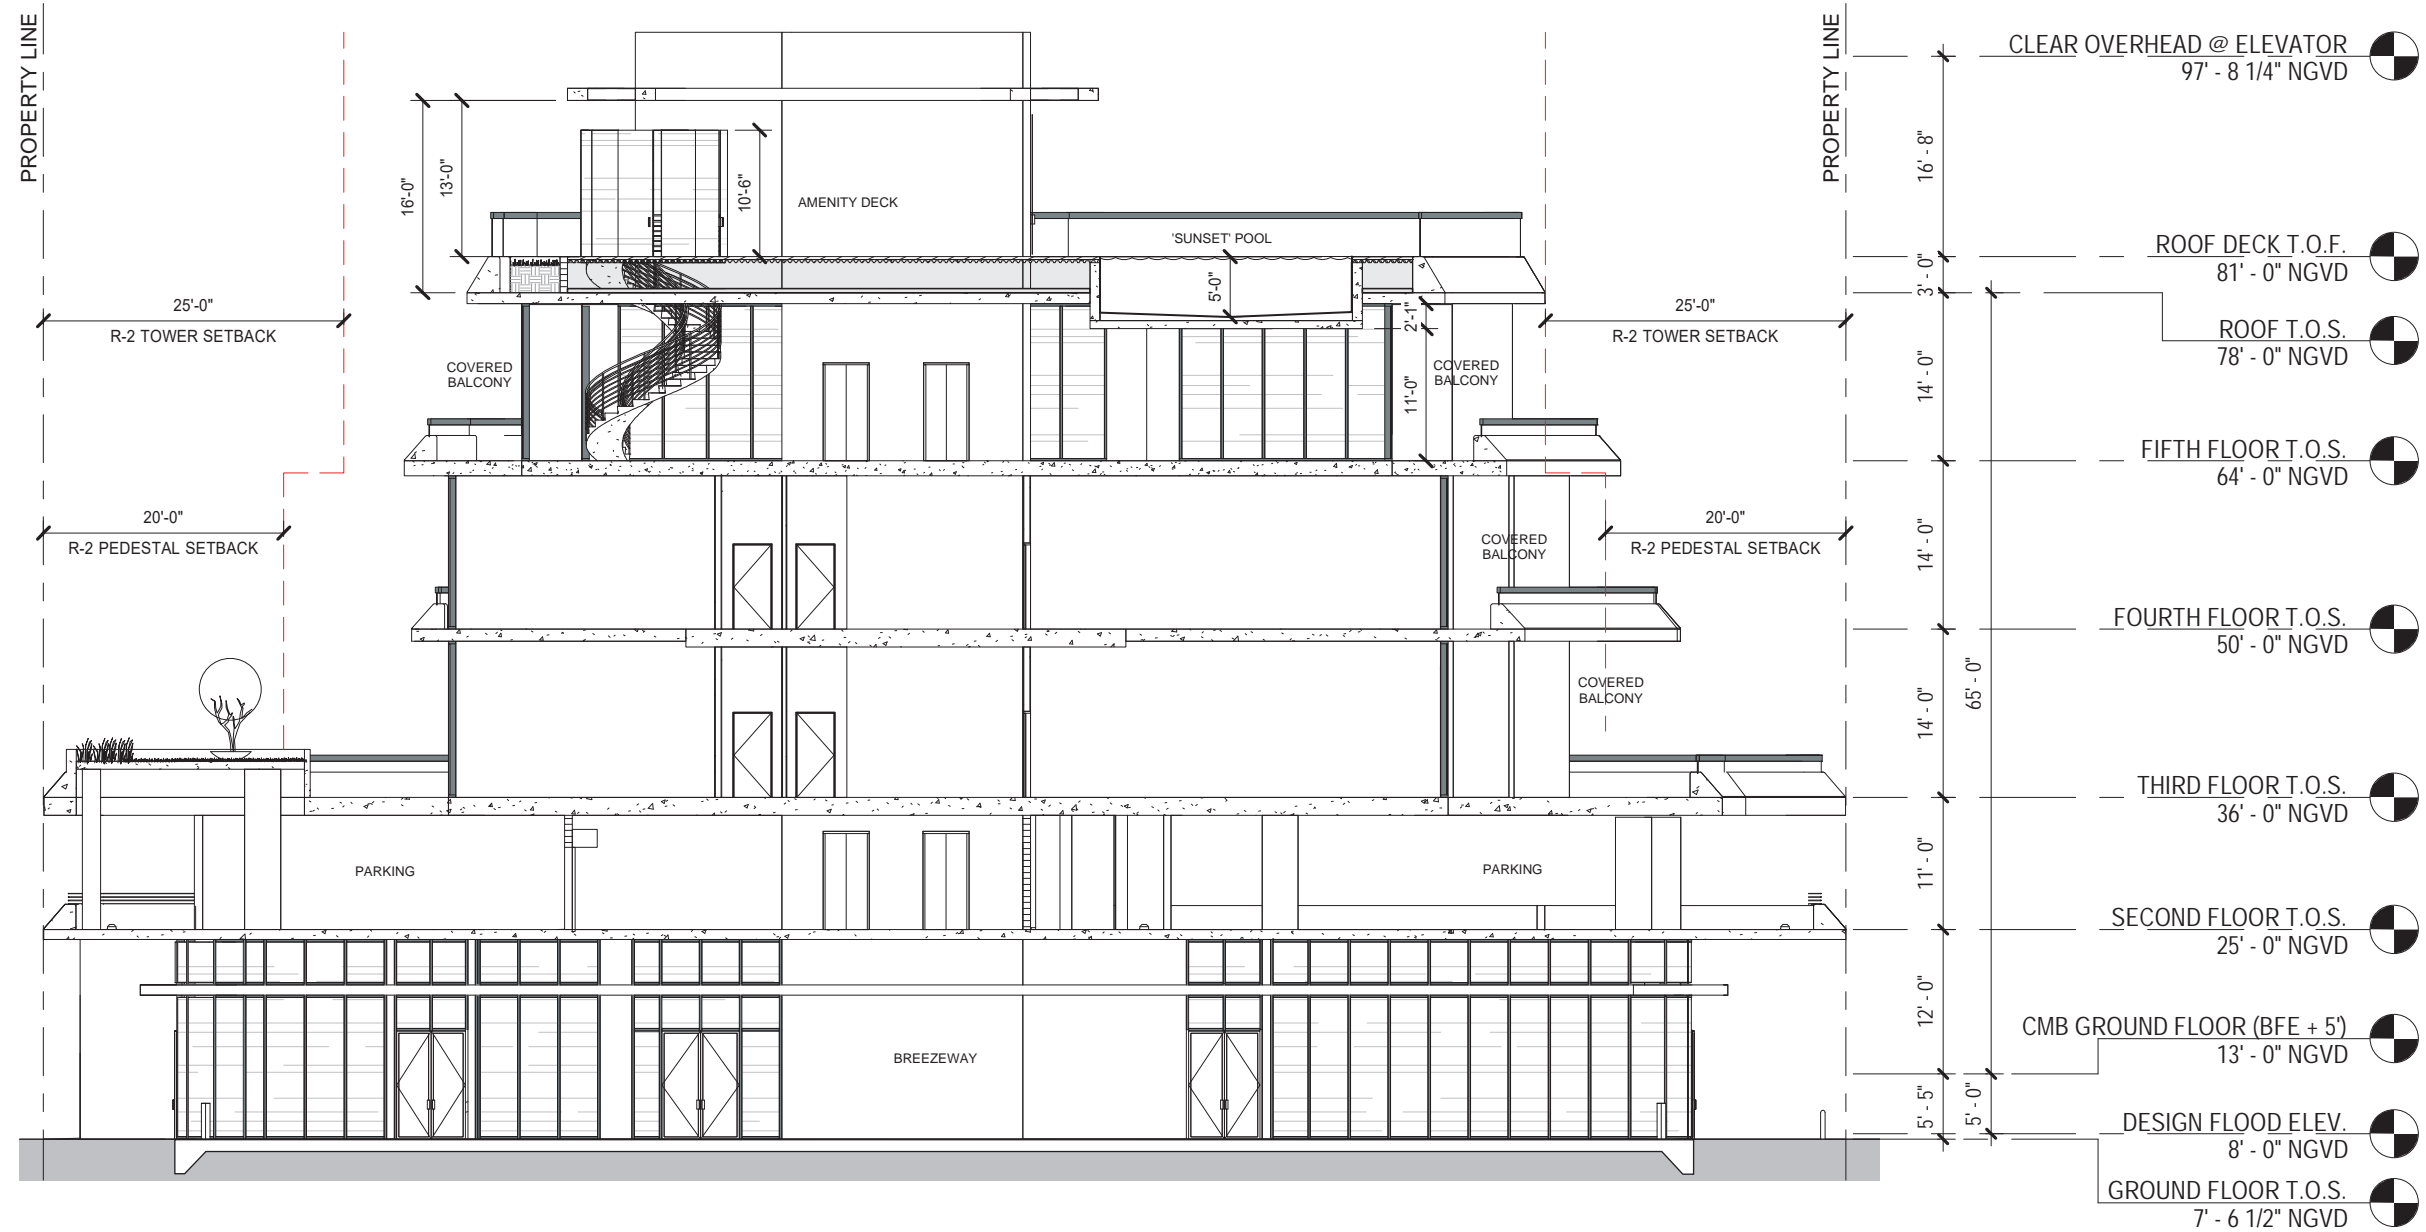 PROPERTY LINE
PROPERTY LINE
CLEAR OVERHEAD @ ELEVATOR
97' - 8 1/4" NGVD
16' - 8"
16'-0"
13'-0"
10'-6"
AMENITY DECK
'SUNSET' POOL
ROOF DECK T.O.F.
81' - 0" NGVD
3' - 0"
5'-0"
25'-0"
R-2 TOWER SETBACK
25'-0"
R-2 TOWER SETBACK
2'-1"
ROOF T.O.S.
78' - 0" NGVD
COVERED
BALCONY
COVERED
BALCONY
11'-0"
14' - 0"
FIFTH FLOOR T.O.S.
64' - 0" NGVD
20'-0"
R-2 PEDESTAL SETBACK
COVERED
BALCONY
20'-0"
R-2 PEDESTAL SETBACK
14' - 0"
FOURTH FLOOR T.O.S.
50' - 0" NGVD
COVERED
BALCONY
14' - 0"
65' - 0"
THIRD FLOOR T.O.S.
36' - 0" NGVD
PARKING
PARKING
11' - 0"
SECOND FLOOR T.O.S.
25' - 0" NGVD
12' - 0"
BREEZEWAY
CMB GROUND FLOOR (BFE + 5')
13' - 0" NGVD
5' - 5"
5' - 0"
DESIGN FLOOD ELEV.
8' - 0" NGVD
GROUND FLOOR T.O.S.
7' - 6 1/2" NGVD